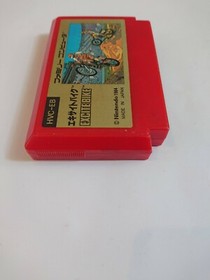 ファミリーコンピュータ
HVC-EB
エキサイトバイク
EXCITEBIKE
© Nintendo 1984
MADE IN JAPAN